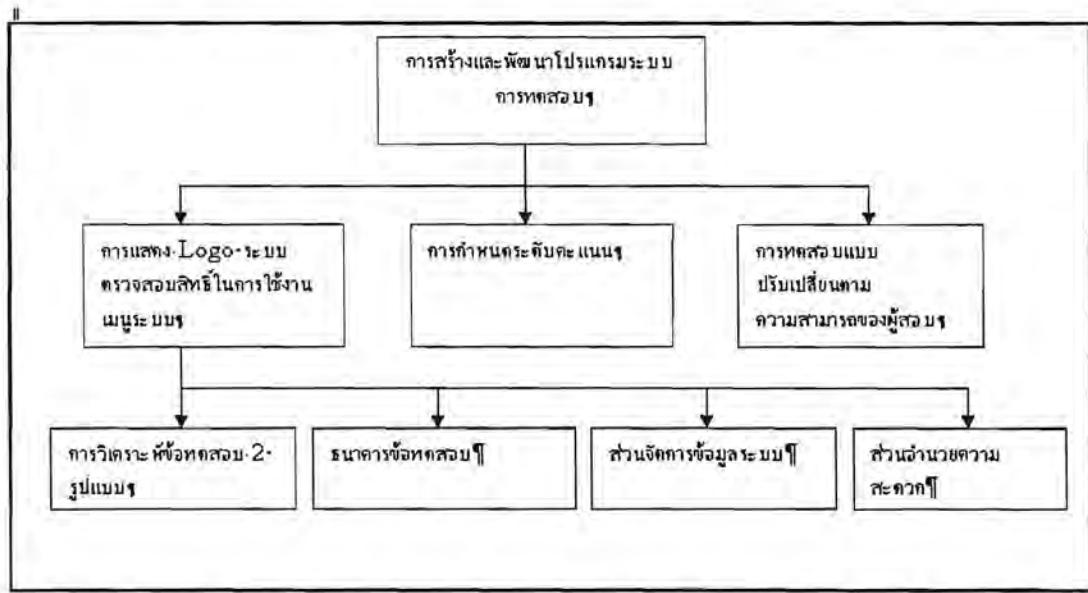 การสร้างและพัฒนาโปรแกรมระบบ
การทดสอบ¶
การแสดง·Logo·ระบบ
ตรวจสอบสิทธิ์ในการใช้งาน
เมนูระบบ¶
การกำหนดระดับคะแนน¶
การทดสอบแบบ
ปรับเปลี่ยนตาม
ความสามารถของผู้สอบ¶
การวิเคราะห์ข้อทดสอบ·2·
รูปแบบ¶
ธนาคารข้อทดสอบ¶
ส่วนจัดการข้อมูลระบบ¶
ส่วนอำนวยความ
สะดวก¶